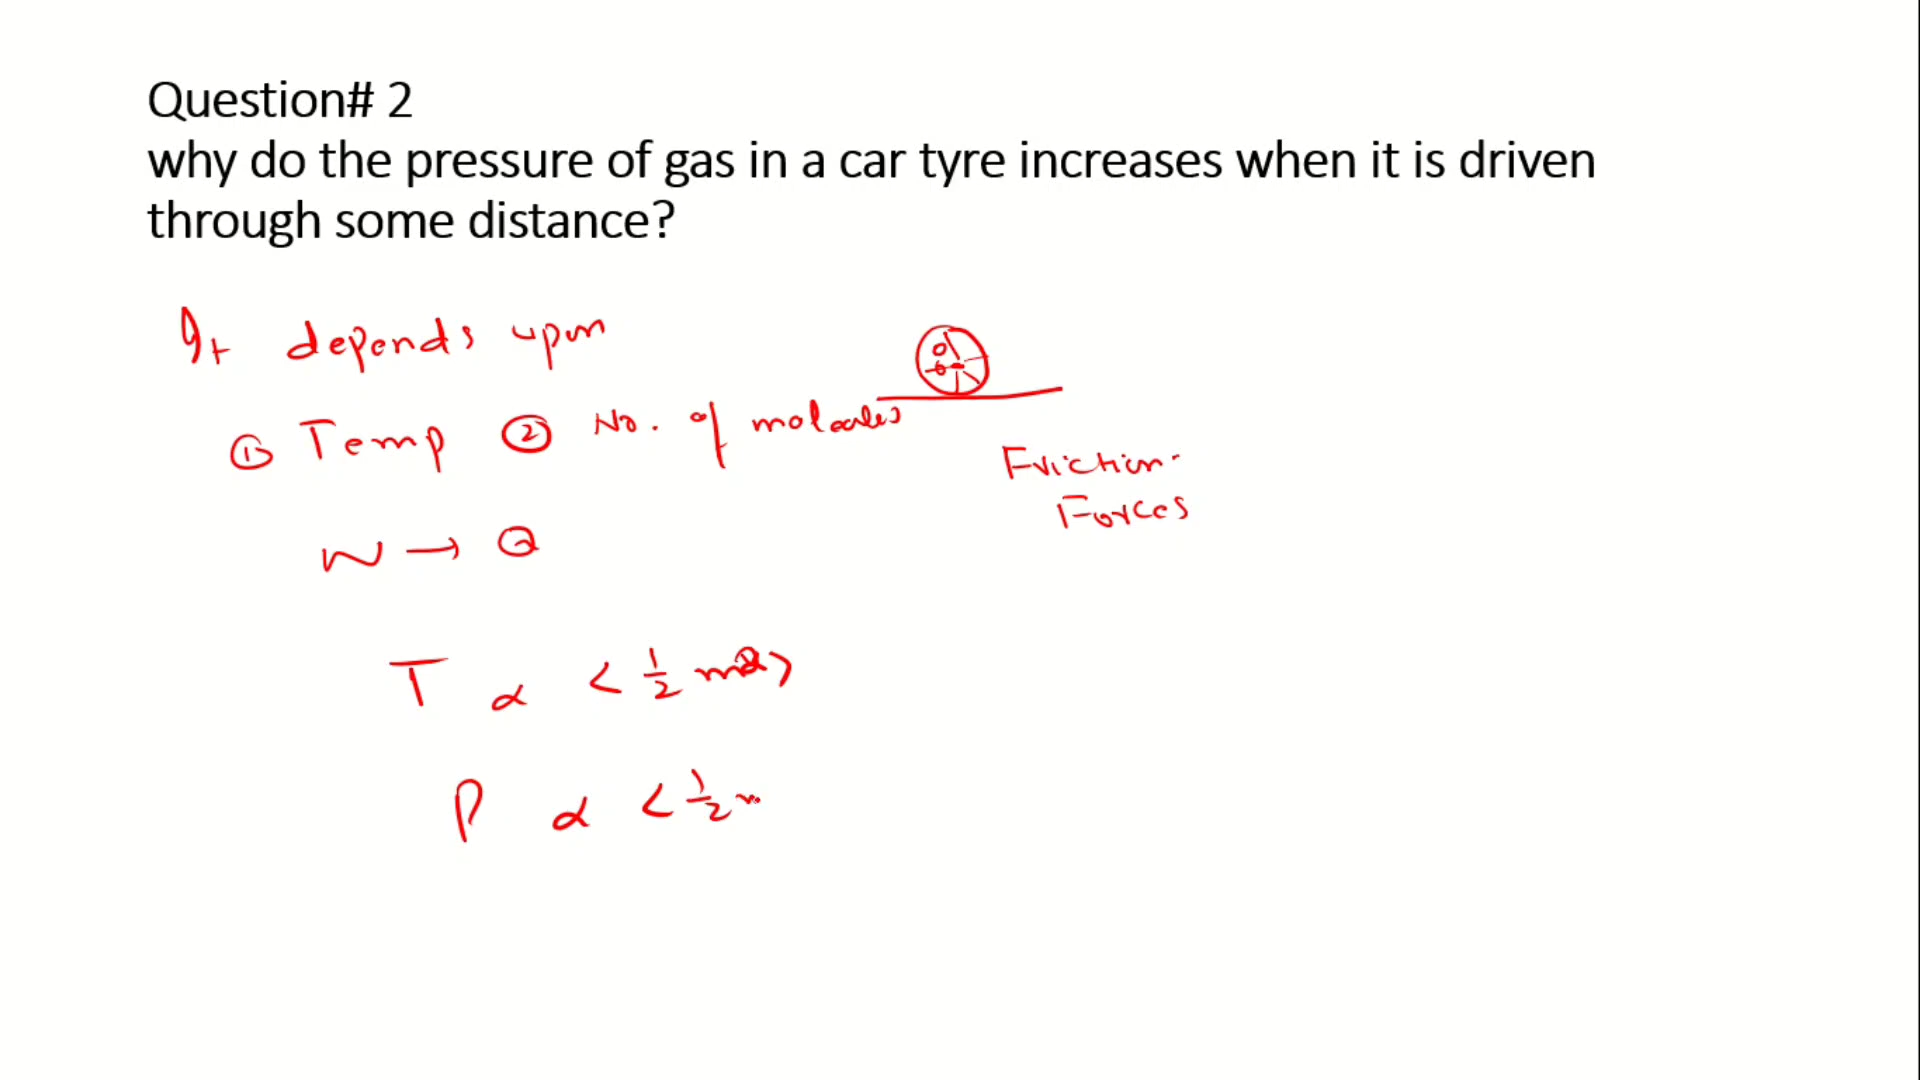 Question# 2
why do the pressure of gas in a car tyre increases when it is driven
through some distance?
It depends upon
① Temp ② No. of molecules
Friction
Forces
W → Q
T ∝ < 1/2 mv²>
P ∝ < 1/2 m